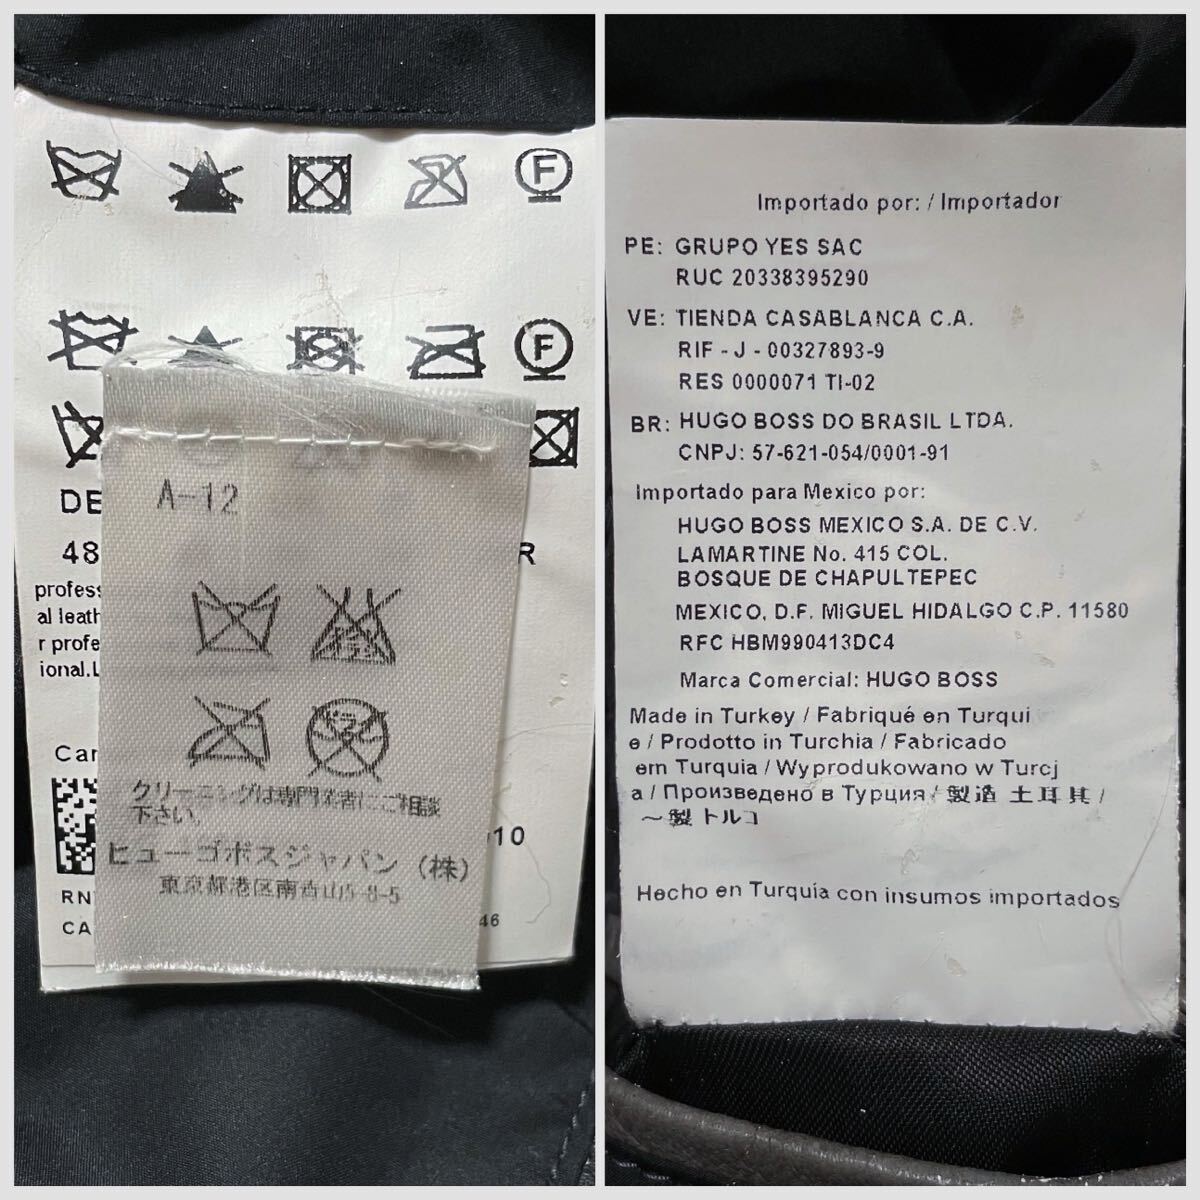 F
F
DE
48
R
profess
al leath
r profe
ional.L
Car
010
RN
CA
46
A-12
ドライ
クリーニングは専門業者にご相談
下さい。
ヒューゴボスジャパン(株)
東京都港区南青山5-8-5
Importado por: / Importador
PE: GRUPO YES SAC
RUC 20338395290
VE: TIENDA CASABLANCA C.A.
RIF - J - 00327893-9
RES 0000071 TI-02
BR: HUGO BOSS DO BRASIL LTDA.
CNPJ: 57-621-054/0001-91
Importado para Mexico por:
HUGO BOSS MEXICO S.A. DE C.V.
LAMARTINE No. 415 COL.
BOSQUE DE CHAPULTEPEC
MEXICO, D.F. MIGUEL HIDALGO C.P. 11580
RFC HBM990413DC4
Marca Comercial: HUGO BOSS
Made in Turkey / Fabriqué en Turqui
e / Prodotto in Turchia / Fabricado
em Turquia / Wyprodukowano w Turcj
a / Произведено в Турция / 製造 土耳其 /
～製 トルコ
Hecho en Turquia con insumos importados